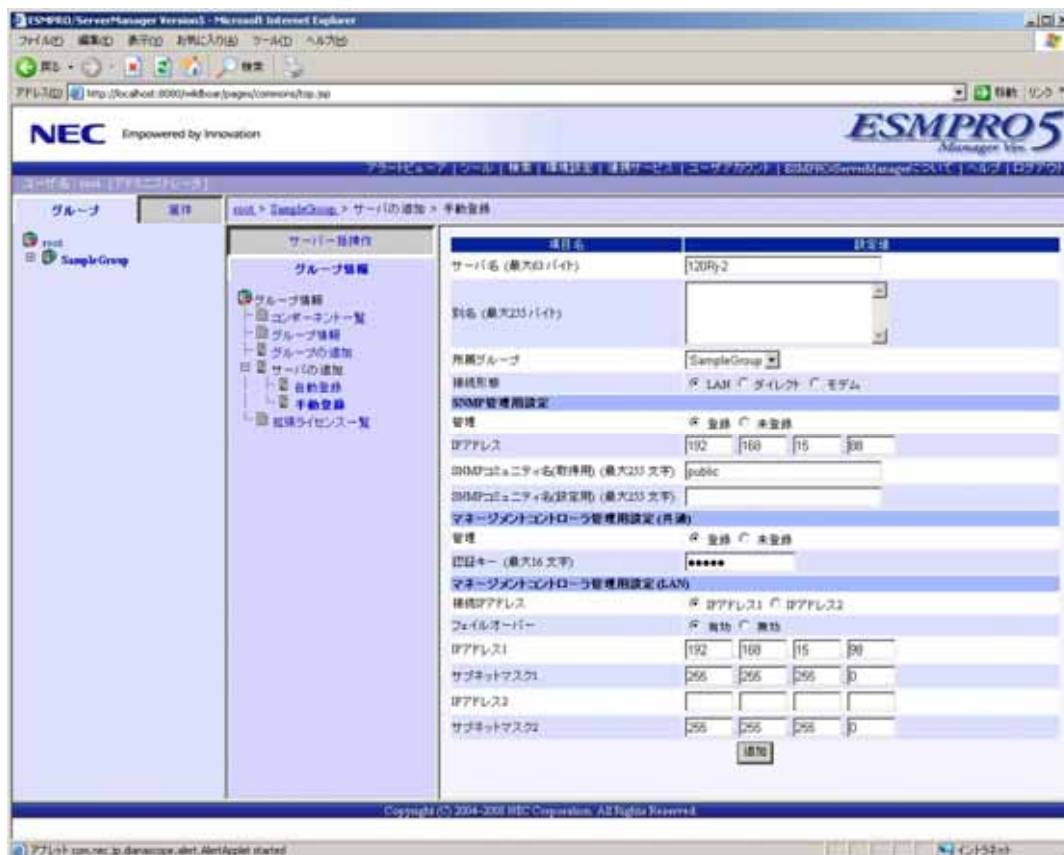 ESMPRO/ServerManager Version5 - Microsoft Internet Explorer
ファイル(F) 編集(E) 表示(V) お気に入り(A) ツール(T) ヘルプ(H)
戻る 検索
アドレス(D) http://localhost:8080/wildboar/pages/commons/top.jsp 移動 リンク
NEC Empowered by Innovation
ESMPRO5
Manager Ver.
アラートビューア | ツール | 検索 | 環境設定 | 連携サービス | ユーザアカウント | ESMPRO/ServerManagerについて | ヘルプ | ログアウト
ユーザ名 : root [アドミニストレータ]
グループ
root > SampleGroup > サーバの追加 > 手動登録
root
SampleGroup
サーバ一括操作
グループ情報
グループ情報
コンポーネント一覧
グループ情報
グループの追加
サーバの追加
自動登録
手動登録
拡張ライセンス一覧
項目名 設定値
サーバ名 (最大63バイト) 120Rj-2
別名 (最大255バイト)
所属グループ SampleGroup
接続形態 LAN ダイレクト モデム
SNMP管理用設定
管理 登録 未登録
IPアドレス 192 168 15 88
SNMPコミュニティ名(取得用) (最大255 文字) public
SNMPコミュニティ名(設定用) (最大255 文字)
マネージメントコントローラ管理用設定 (共通)
管理 登録 未登録
認証キー (最大16 文字) ●●●●●
マネージメントコントローラ管理用設定 (LAN)
接続IPアドレス IPアドレス1 IPアドレス2
フェイルオーバー 有効 無効
IPアドレス1 192 168 15 98
サブネットマスク1 255 255 255 0
IPアドレス2
サブネットマスク2 255 255 255 0
追加
Copyright (C) 2004-2008 NEC Corporation. All Rights Reserved.
アプレット com.nec.jp.dianascope.alert.AlertApplet started イントラネット